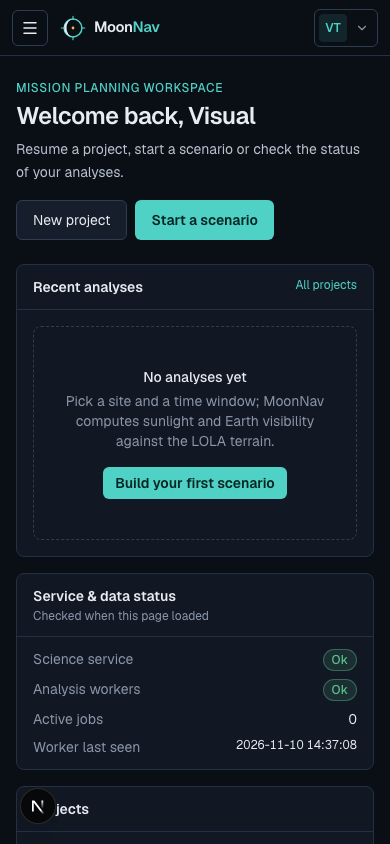 MoonNav
VT
MISSION PLANNING WORKSPACE
Welcome back, Visual
Resume a project, start a scenario or check the status
of your analyses.
New project
Start a scenario
Recent analyses
All projects
No analyses yet
Pick a site and a time window; MoonNav
computes sunlight and Earth visibility
against the LOLA terrain.
Build your first scenario
Service & data status
Checked when this page loaded
Science service
Ok
Analysis workers
Ok
Active jobs
0
Worker last seen
2026-11-10 14:37:08
N
jects